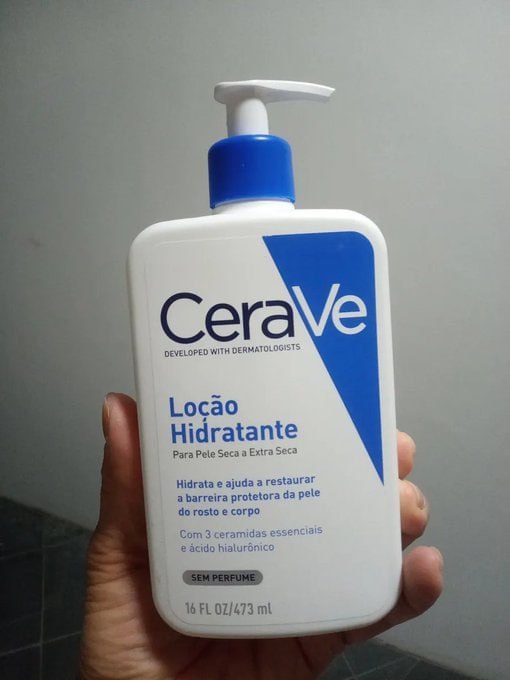 CeraVe
DEVELOPED WITH DERMATOLOGISTS
Loção
Hidratante
Para Pele Seca a Extra Seca
Hidrata e ajuda a restaurar
a barreira protetora da pele
do rosto e corpo
Com 3 ceramidas essenciais
e ácido hialurônico
SEM PERFUME
16 FL OZ/473 ml